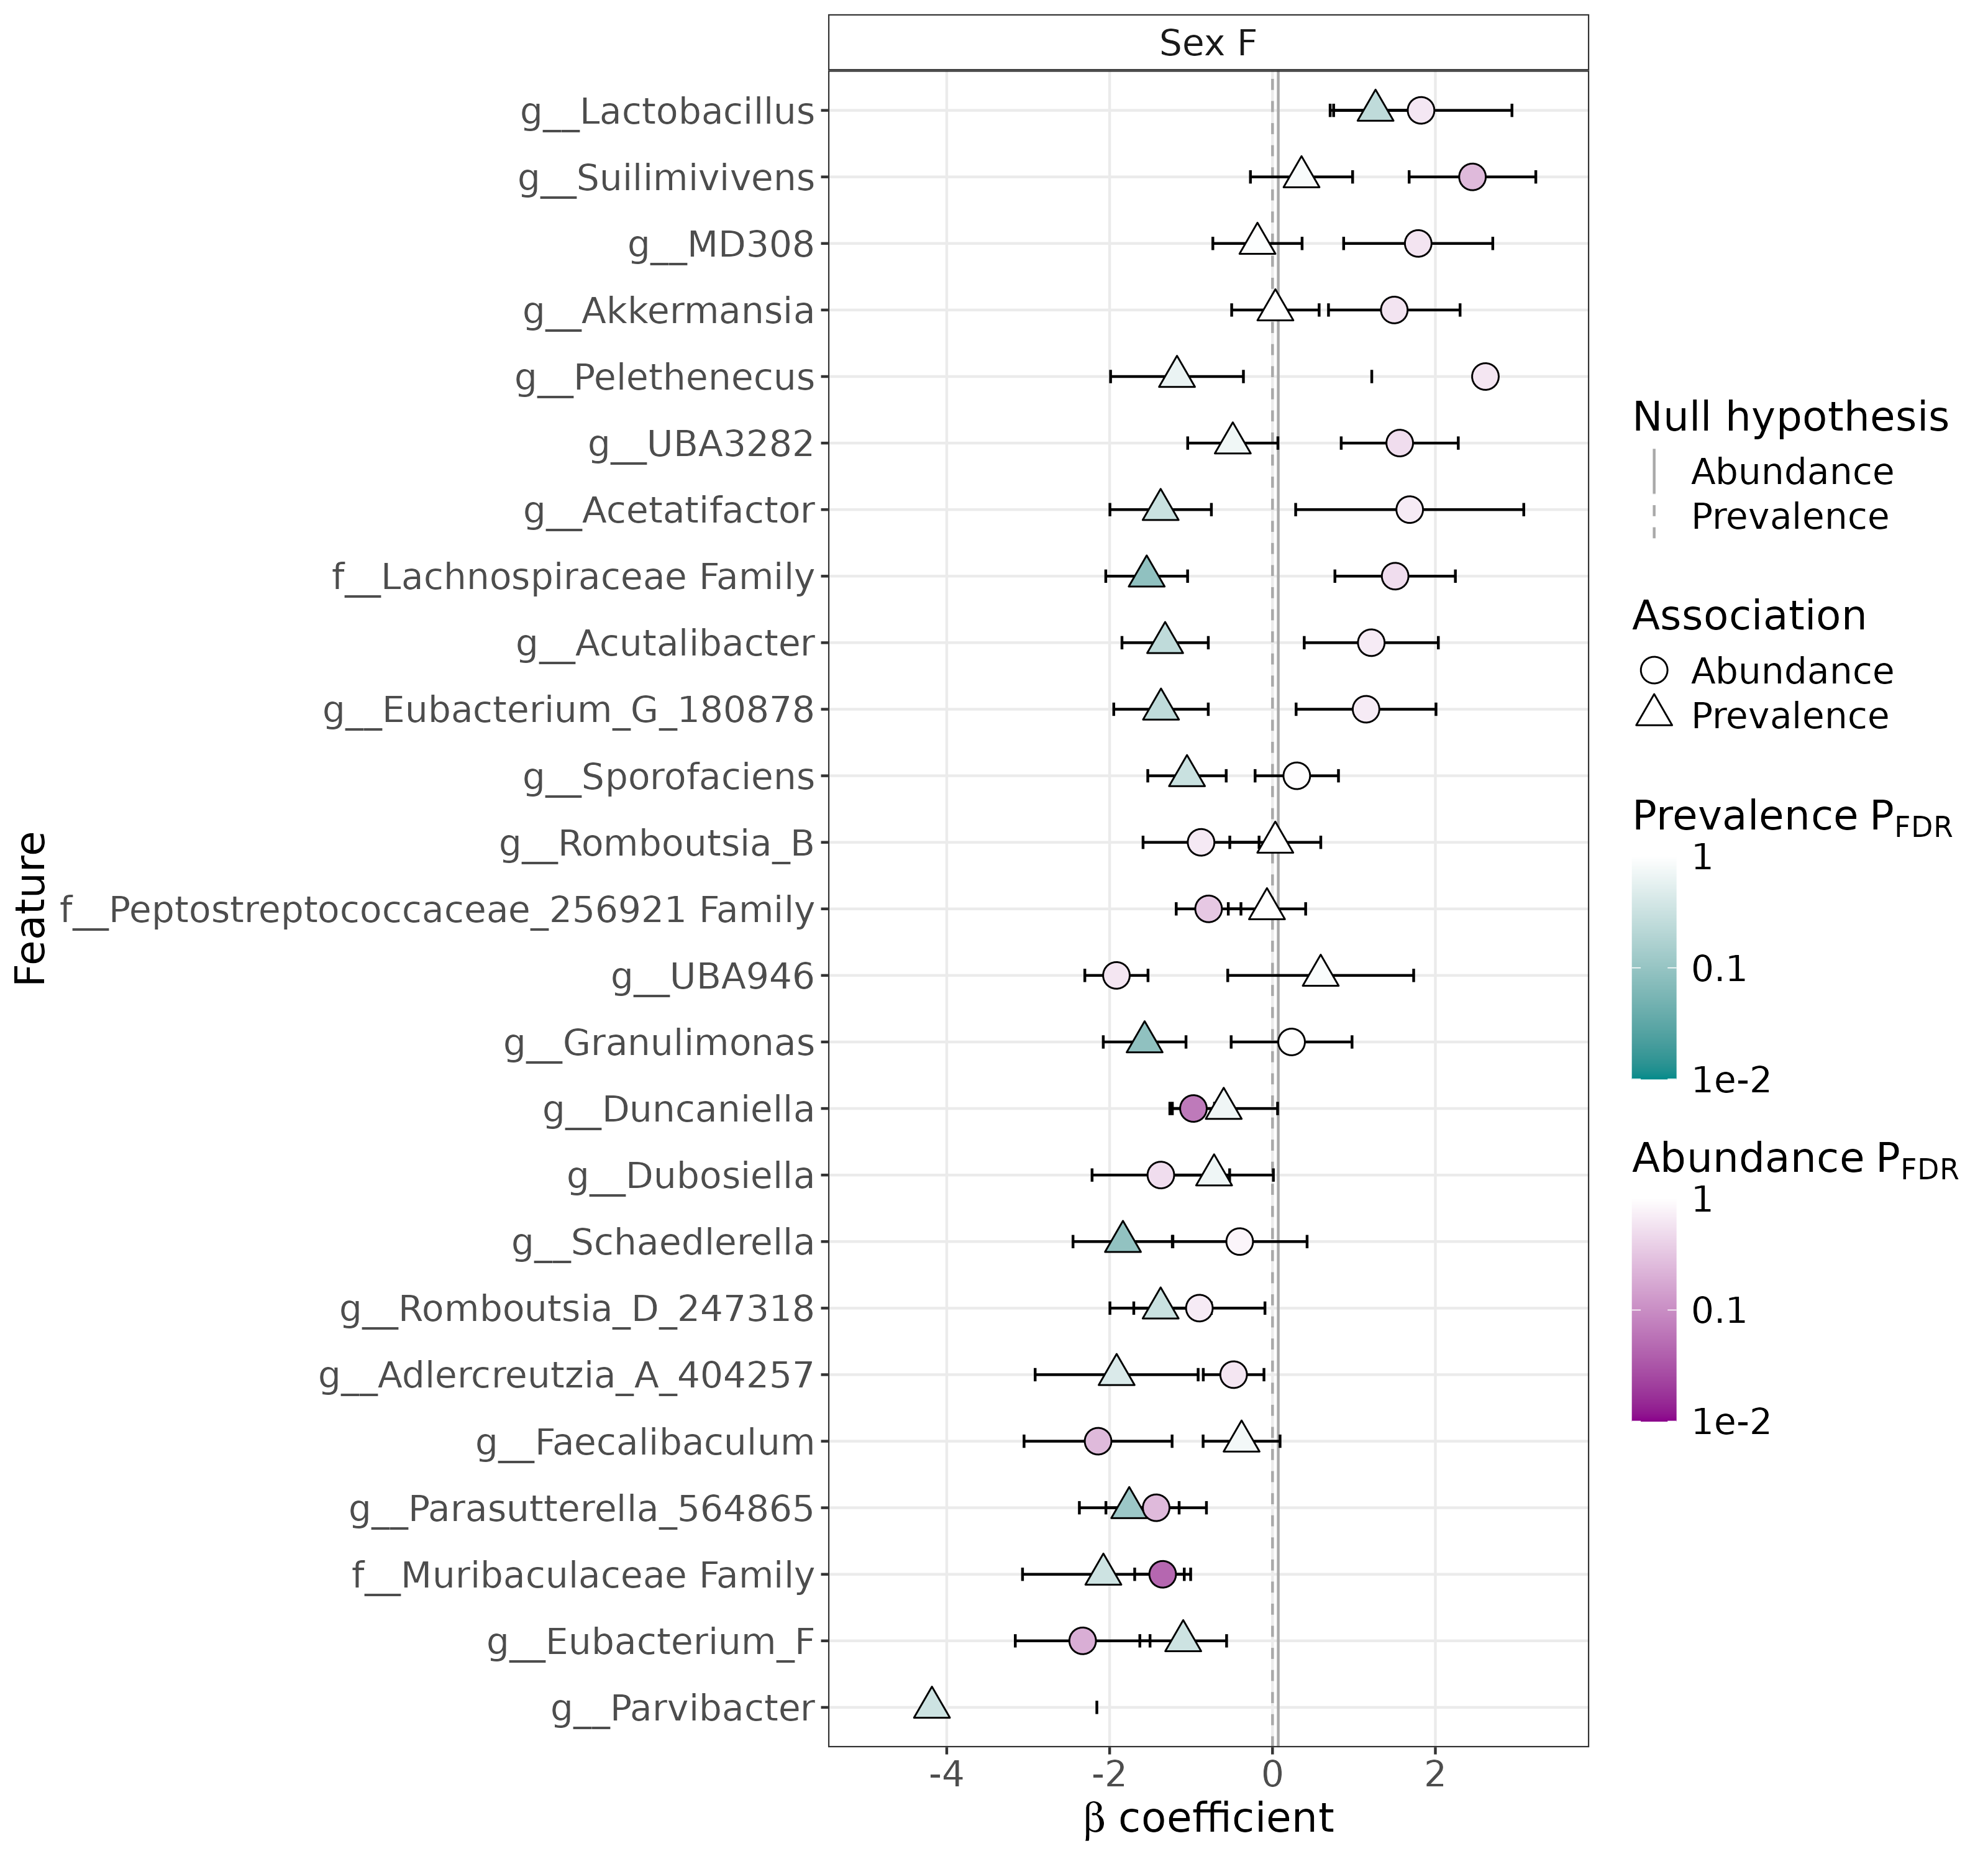 Sex F
g__Lactobacillus
g__Suilimivivens
g__MD308
g__Akkermansia
g__Pelethenecus
g__UBA3282
g__Acetatifactor
f__Lachnospiraceae Family
g__Acutalibacter
g__Eubacterium_G_180878
g__Sporofaciens
g__Romboutsia_B
f__Peptostreptococcaceae_256921 Family
g__UBA946
g__Granulimonas
g__Duncaniella
g__Dubosiella
g__Schaedlerella
g__Romboutsia_D_247318
g__Adlercreutzia_A_404257
g__Faecalibaculum
g__Parasutterella_564865
f__Muribaculaceae Family
g__Eubacterium_F
g__Parvibacter
Feature
-4 -2 0 2
β coefficient
Null hypothesis
Abundance
Prevalence
Association
Abundance
Prevalence
Prevalence PFDR
1
0.1
1e-2
Abundance PFDR
1
0.1
1e-2